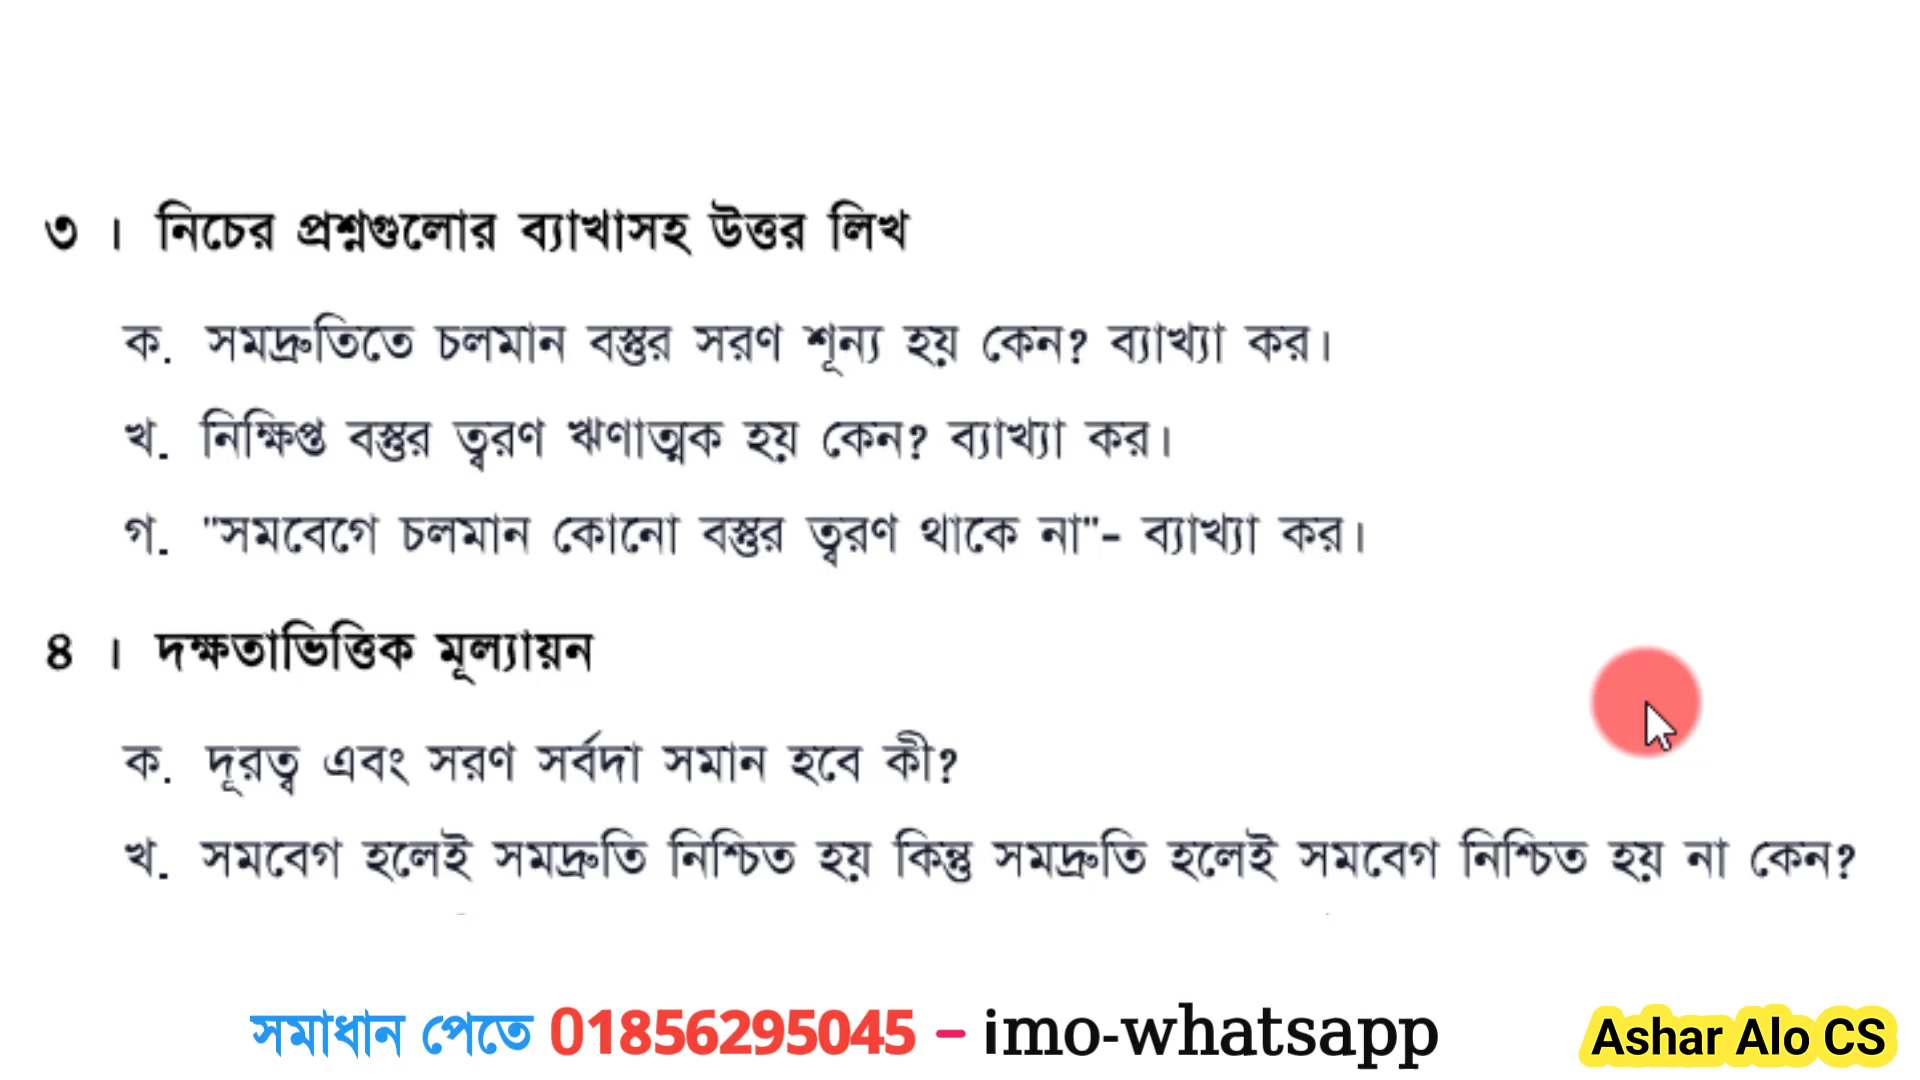 ৩ । নিচের প্রশ্নগুলোর ব্যাখাসহ উত্তর লিখ
ক. সমদ্রুতিতে চলমান বস্তুর সরণ শূন্য হয় কেন? ব্যাখ্যা কর।
খ. নিক্ষিপ্ত বস্তুর ত্বরণ ঋণাত্মক হয় কেন? ব্যাখ্যা কর।
গ. "সমবেগে চলমান কোনো বস্তুর ত্বরণ থাকে না"- ব্যাখ্যা কর।
৪ । দক্ষতাভিত্তিক মূল্যায়ন
ক. দূরত্ব এবং সরণ সর্বদা সমান হবে কী?
খ. সমবেগ হলেই সমদ্রুতি নিশ্চিত হয় কিন্তু সমদ্রুতি হলেই সমবেগ নিশ্চিত হয় না কেন?
সমাধান পেতে 01856295045 – imo-whatsapp
Ashar Alo CS